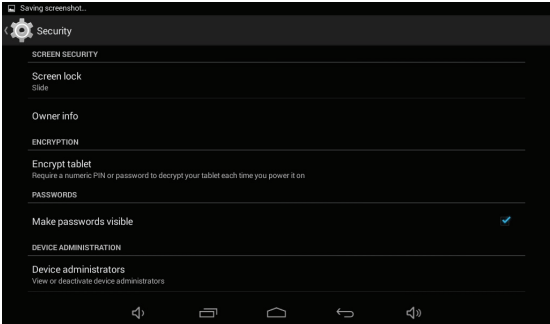 Saving screenshot...
Security
SCREEN SECURITY
Screen lock
Slide
Owner info
ENCRYPTION
Encrypt tablet
Require a numeric PIN or password to decrypt your tablet each time you power it on
PASSWORDS
Make passwords visible
DEVICE ADMINISTRATION
Device administrators
View or deactivate device administrators